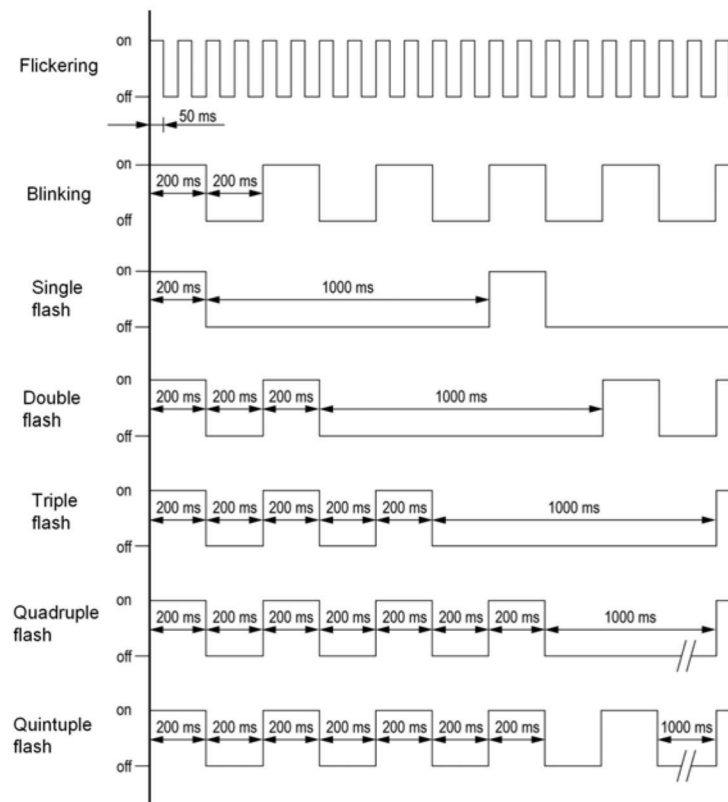 on
Flickering
off
50 ms
on
200 ms 200 ms
Blinking
off
on
Single
flash
200 ms 1000 ms
off
on
Double
flash
200 ms 200 ms 200 ms 1000 ms
off
on
Triple
flash
200 ms 200 ms 200 ms 200 ms 200 ms 1000 ms
off
on
Quadruple
flash
200 ms 200 ms 200 ms 200 ms 200 ms 200 ms 200 ms 1000 ms
off
on
Quintuple
flash
200 ms 200 ms 200 ms 200 ms 200 ms 200 ms 200 ms 1000 ms
off